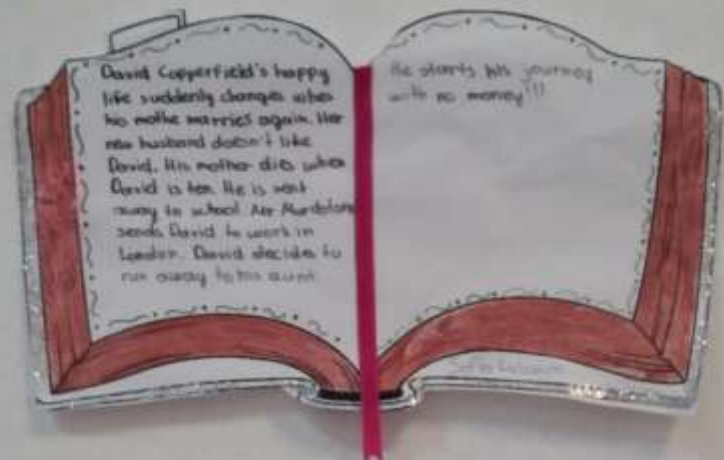 David Copperfield's happy
life suddenly changes when
his mothe marries again. Her
new husband doesn't like
David. His mother dies when
David is ten. He is sent
away to school. Mr Murdstone
sends David to work in
London. David decides to
run away to his aunt
He starts his journey
with no money!!!